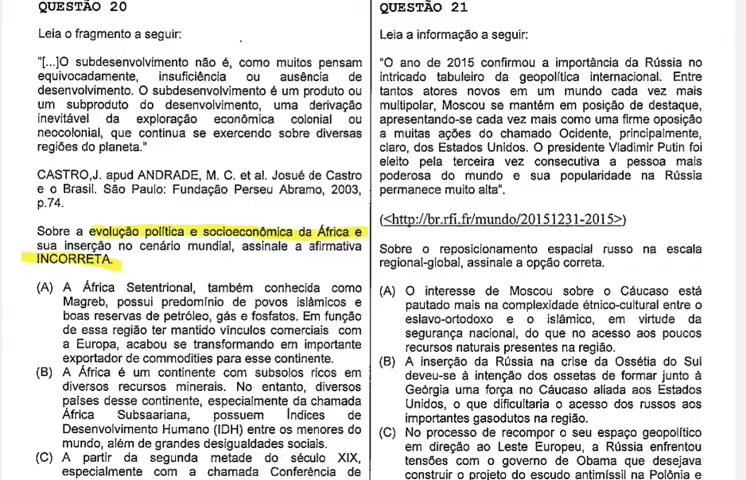 QUESTÃO 20
Leia o fragmento a seguir:
"[...]O subdesenvolvimento não é, como muitos pensam
equivocadamente, insuficiência ou ausência de
desenvolvimento. O subdesenvolvimento é um produto ou
um subproduto do desenvolvimento, uma derivação
inevitável da exploração econômica colonial ou
neocolonial, que continua se exercendo sobre diversas
regiões do planeta."
CASTRO,J. apud ANDRADE, M. C. et al. Josué de Castro
e o Brasil. São Paulo: Fundação Perseu Abramo, 2003,
p.74.
Sobre a evolução política e socioeconômica da África e
sua inserção no cenário mundial, assinale a afirmativa
INCORRETA.
(A) A África Setentrional, também conhecida como
Magreb, possui predomínio de povos islâmicos e
boas reservas de petróleo, gás e fosfatos. Em função
de essa região ter mantido vínculos comerciais com
a Europa, acabou se transformando em importante
exportador de commodities para esse continente.
(B) A África é um continente com subsolos ricos em
diversos recursos minerais. No entanto, diversos
países desse continente, especialmente da chamada
África Subsaariana, possuem Índices de
Desenvolvimento Humano (IDH) entre os menores do
mundo, além de grandes desigualdades sociais.
(C) A partir da segunda metade do século XIX,
especialmente com a chamada Conferência de
QUESTÃO 21
Leia a informação a seguir:
"O ano de 2015 confirmou a importância da Rússia no
intricado tabuleiro da geopolítica internacional. Entre
tantos atores novos em um mundo cada vez mais
multipolar, Moscou se mantém em posição de destaque,
apresentando-se cada vez mais como uma firme oposição
a muitas ações do chamado Ocidente, principalmente,
claro, dos Estados Unidos. O presidente Vladimir Putin foi
eleito pela terceira vez consecutiva a pessoa mais
poderosa do mundo e sua popularidade na Rússia
permanece muito alta".
(<http://br.rfi.fr/mundo/20151231-2015>)
Sobre o reposicionamento espacial russo na escala
regional-global, assinale a opção correta.
(A) O interesse de Moscou sobre o Cáucaso está
pautado mais na complexidade étnico-cultural entre o
eslavo-ortodoxo e o islâmico, em virtude da
segurança nacional, do que no acesso aos poucos
recursos naturais presentes na região.
(B) A inserção da Rússia na crise da Ossétia do Sul
deveu-se à intenção dos ossetas de formar junto à
Geórgia uma força no Cáucaso aliada aos Estados
Unidos, o que dificultaria o acesso dos russos aos
importantes gasodutos na região.
(C) No processo de recompor o seu espaço geopolítico
em direção ao Leste Europeu, a Rússia enfrentou
tensões com o governo de Obama que desejava
construir o projeto do escudo antimíssil na Polônia e